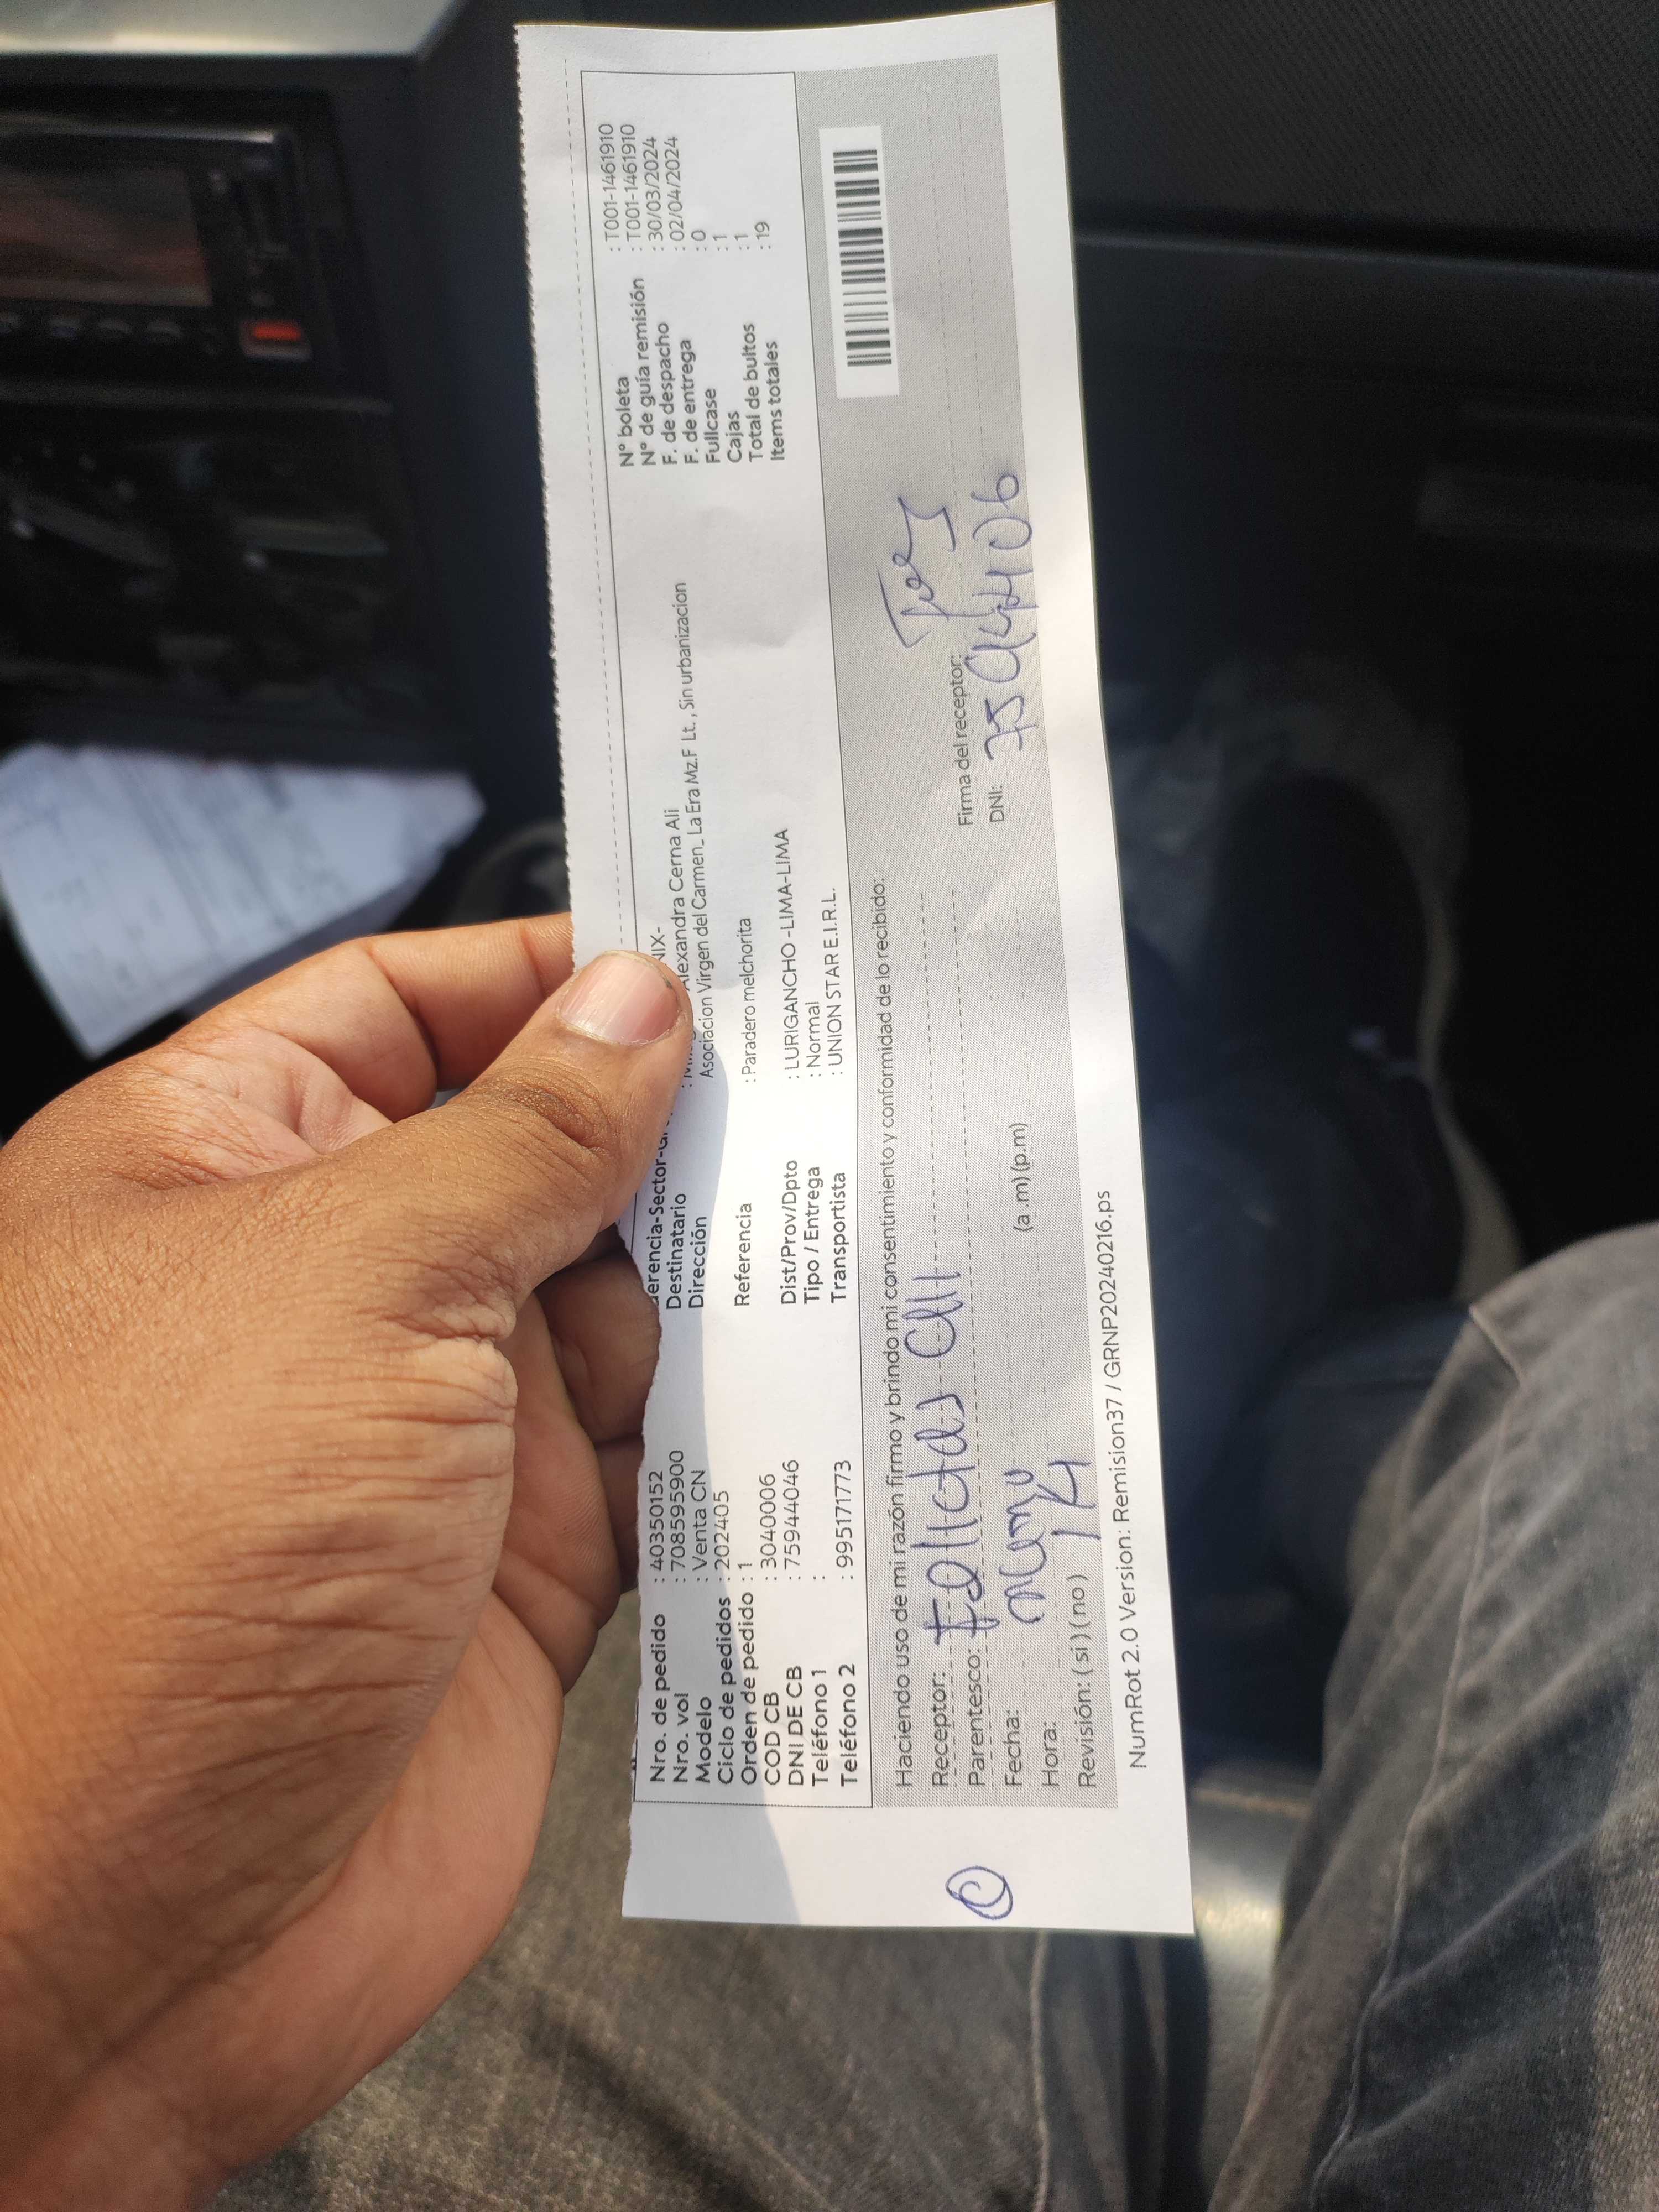 Nro. de pedido : 40350152
Nro. vol : 708595900
Modelo : Venta CN
Ciclo de pedidos : 202405
Orden de pedido : 1
COD CB : 30400006
DNI DE CB : 75944046
Teléfono 1 :
Teléfono 2 : 995171773
erencia-Sector- NIX-
Destinatario : lexandra Cerna Ali
Dirección Asociacion Virgen del Carmen_ La Era Mz.F Lt. , Sin urbanizacion
Referencia : Paradero melchorita
Dist/Prov/Dpto : LURIGANCHO -LIMA-LIMA
Tipo / Entrega : Normal
Transportista : UNION STAR E.I.R.L.
N° boleta : T001-1461910
N° de guía remisión : T001-1461910
F. de despacho : 30/03/2024
F. de entrega : 02/04/2024
Fullcase : 0
Cajas : 1
Total de bultos : 1
Items totales : 19
Haciendo uso de mi razón firmo y brindo mi consentimiento y conformidad de lo recibido:
Receptor:
Parentesco:
Fecha:
Hora: (a .m) (p.m)
Revisión: ( si ) ( no )
Firma del receptor:
DNI:
NumRot 2.0 Version: Remision37 / GRNP20240216.ps